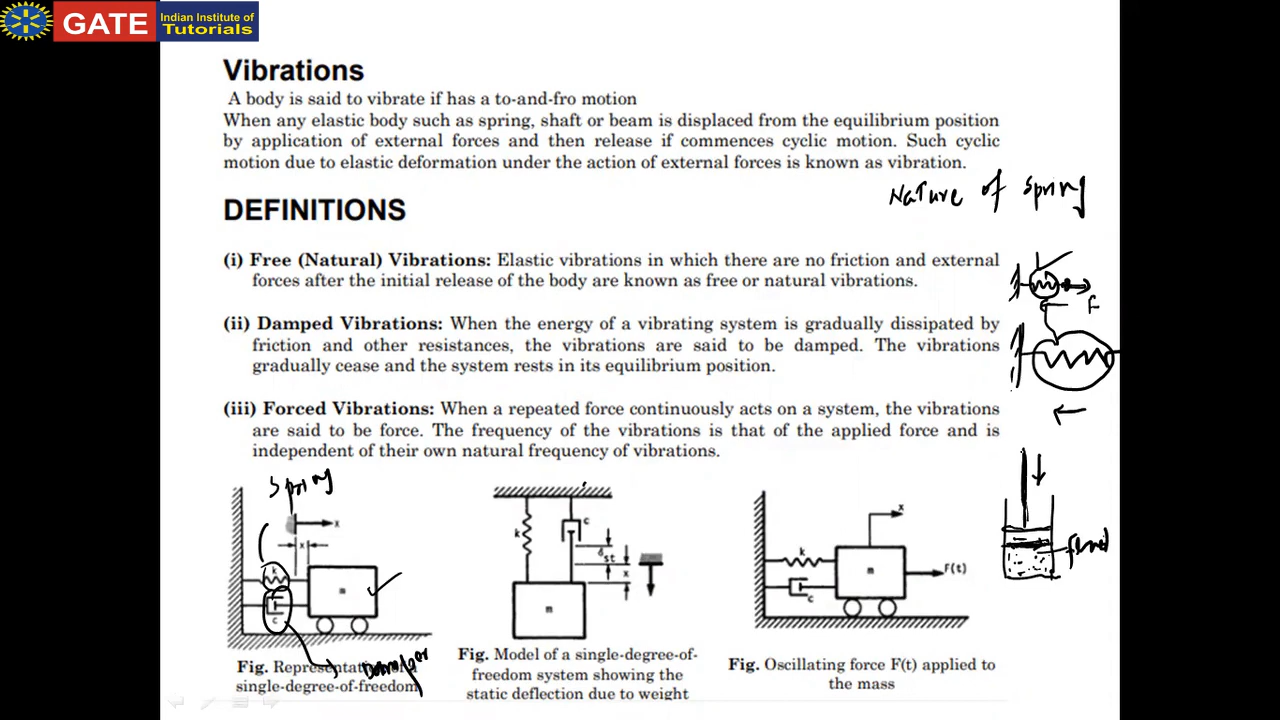 GATE
Indian Institute of
Tutorials
Vibrations
A body is said to vibrate if has a to-and-fro motion
When any elastic body such as spring, shaft or beam is displaced from the equilibrium position
by application of external forces and then release if commences cyclic motion. Such cyclic
motion due to elastic deformation under the action of external forces is known as vibration.
Nature of Spring
DEFINITIONS
(i) Free (Natural) Vibrations: Elastic vibrations in which there are no friction and external
forces after the initial release of the body are known as free or natural vibrations.
F
(ii) Damped Vibrations: When the energy of a vibrating system is gradually dissipated by
friction and other resistances, the vibrations are said to be damped. The vibrations
gradually cease and the system rests in its equilibrium position.
(iii) Forced Vibrations: When a repeated force continuously acts on a system, the vibrations
are said to be force. The frequency of the vibrations is that of the applied force and is
independent of their own natural frequency of vibrations.
Spring
x
x
k
m
c
k
c
δst
x
m
x
k
c
m
F(t)
Fig. Representation of a
single-degree-of-freedom
Fig. Model of a single-degree-of-
freedom system showing the
static deflection due to weight
Fig. Oscillating force F(t) applied to
the mass